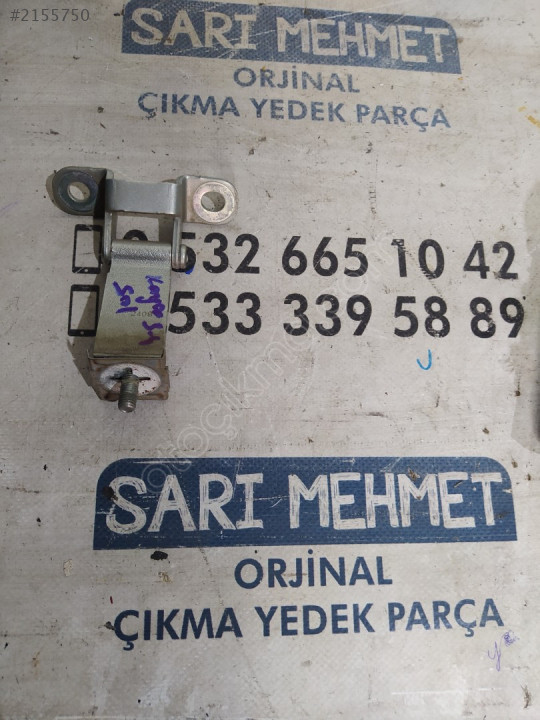 #2155750
SARI MEHMET
ORJİNAL
ÇIKMA YEDEK PARÇA
532 665 10 42
533 339 58 89
sol
SARI MEHMET
ORJİNAL
ÇIKMA YEDEK PARÇA